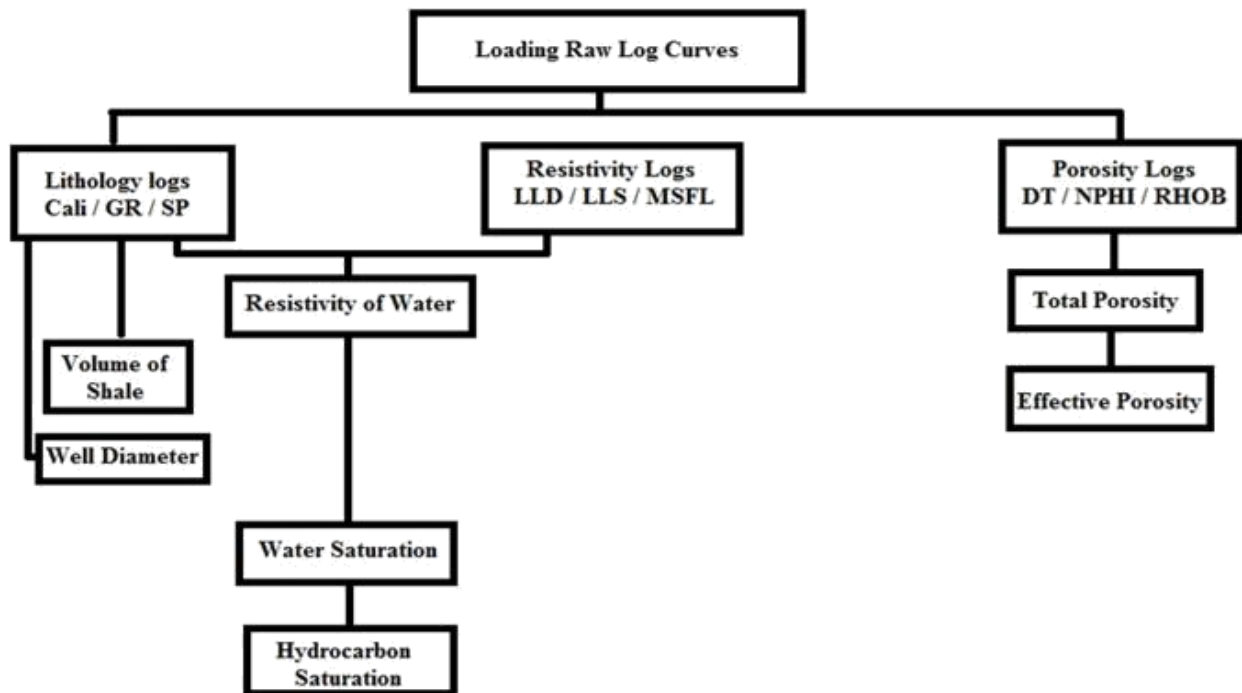 Loading Raw Log Curves
Lithology logs
Cali / GR / SP
Resistivity Logs
LLD / LLS / MSFL
Porosity Logs
DT / NPHI / RHOB
Resistivity of Water
Total Porosity
Volume of
Shale
Effective Porosity
Well Diameter
Water Saturation
Hydrocarbon
Saturation